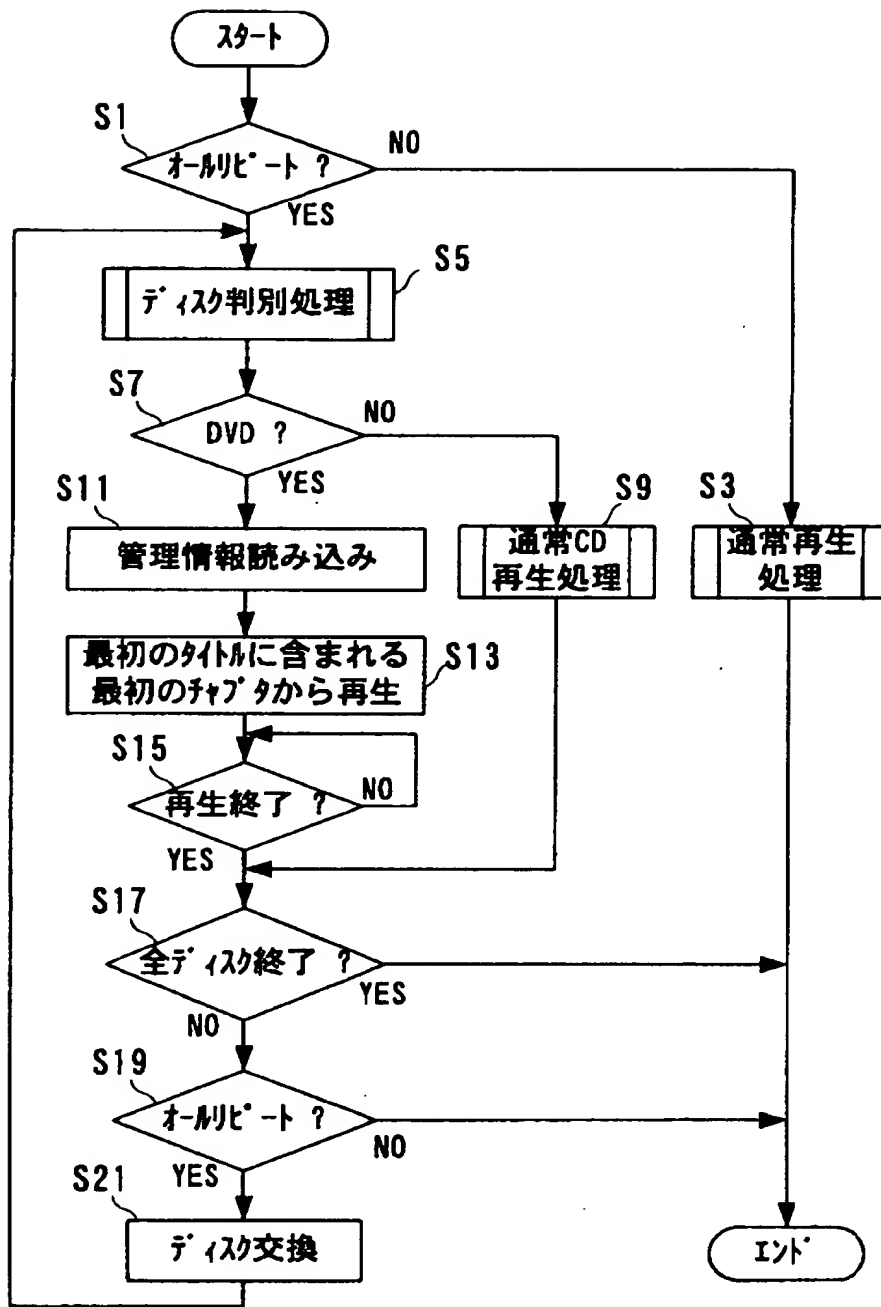 スタート
S1
オールリピート ?
NO
YES
S5
ディスク判別処理
S7
DVD ?
NO
YES
S11
管理情報読み込み
S9
通常CD
再生処理
S3
通常再生
処理
最初のタイトルに含まれる
最初のチャプタから再生
S13
S15
再生終了 ?
NO
YES
S17
全ディスク終了 ?
YES
NO
S19
オールリピート ?
NO
YES
S21
ディスク交換
エンド